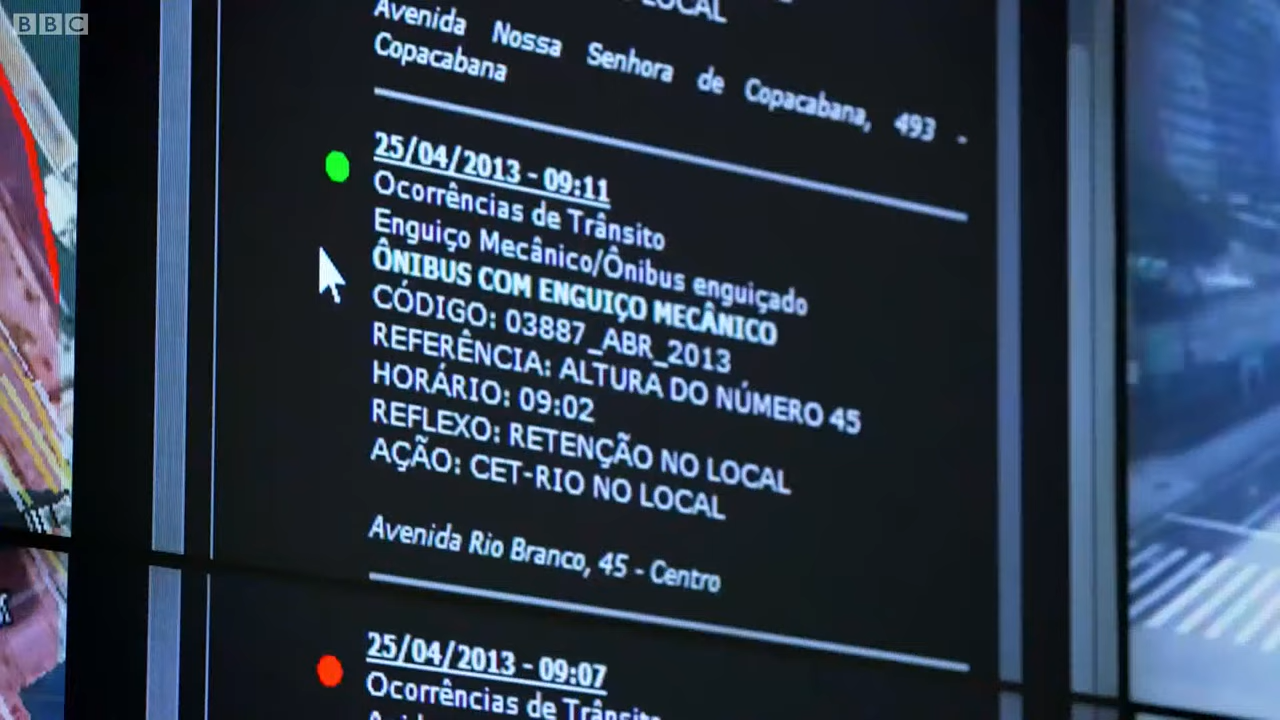 BBC
LOCAL
Avenida Nossa Senhora de Copacabana, 493 -
Copacabana
25/04/2013 - 09:11
Ocorrências de Trânsito
Enguiço Mecânico/Ônibus enguiçado
ÔNIBUS COM ENGUIÇO MECÂNICO
CÓDIGO: 03887_ABR_2013
REFERÊNCIA: ALTURA DO NÚMERO 45
HORÁRIO: 09:02
REFLEXO: RETENÇÃO NO LOCAL
AÇÃO: CET-RIO NO LOCAL
Avenida Rio Branco, 45 - Centro
25/04/2013 - 09:07
Ocorrências de Trânsito